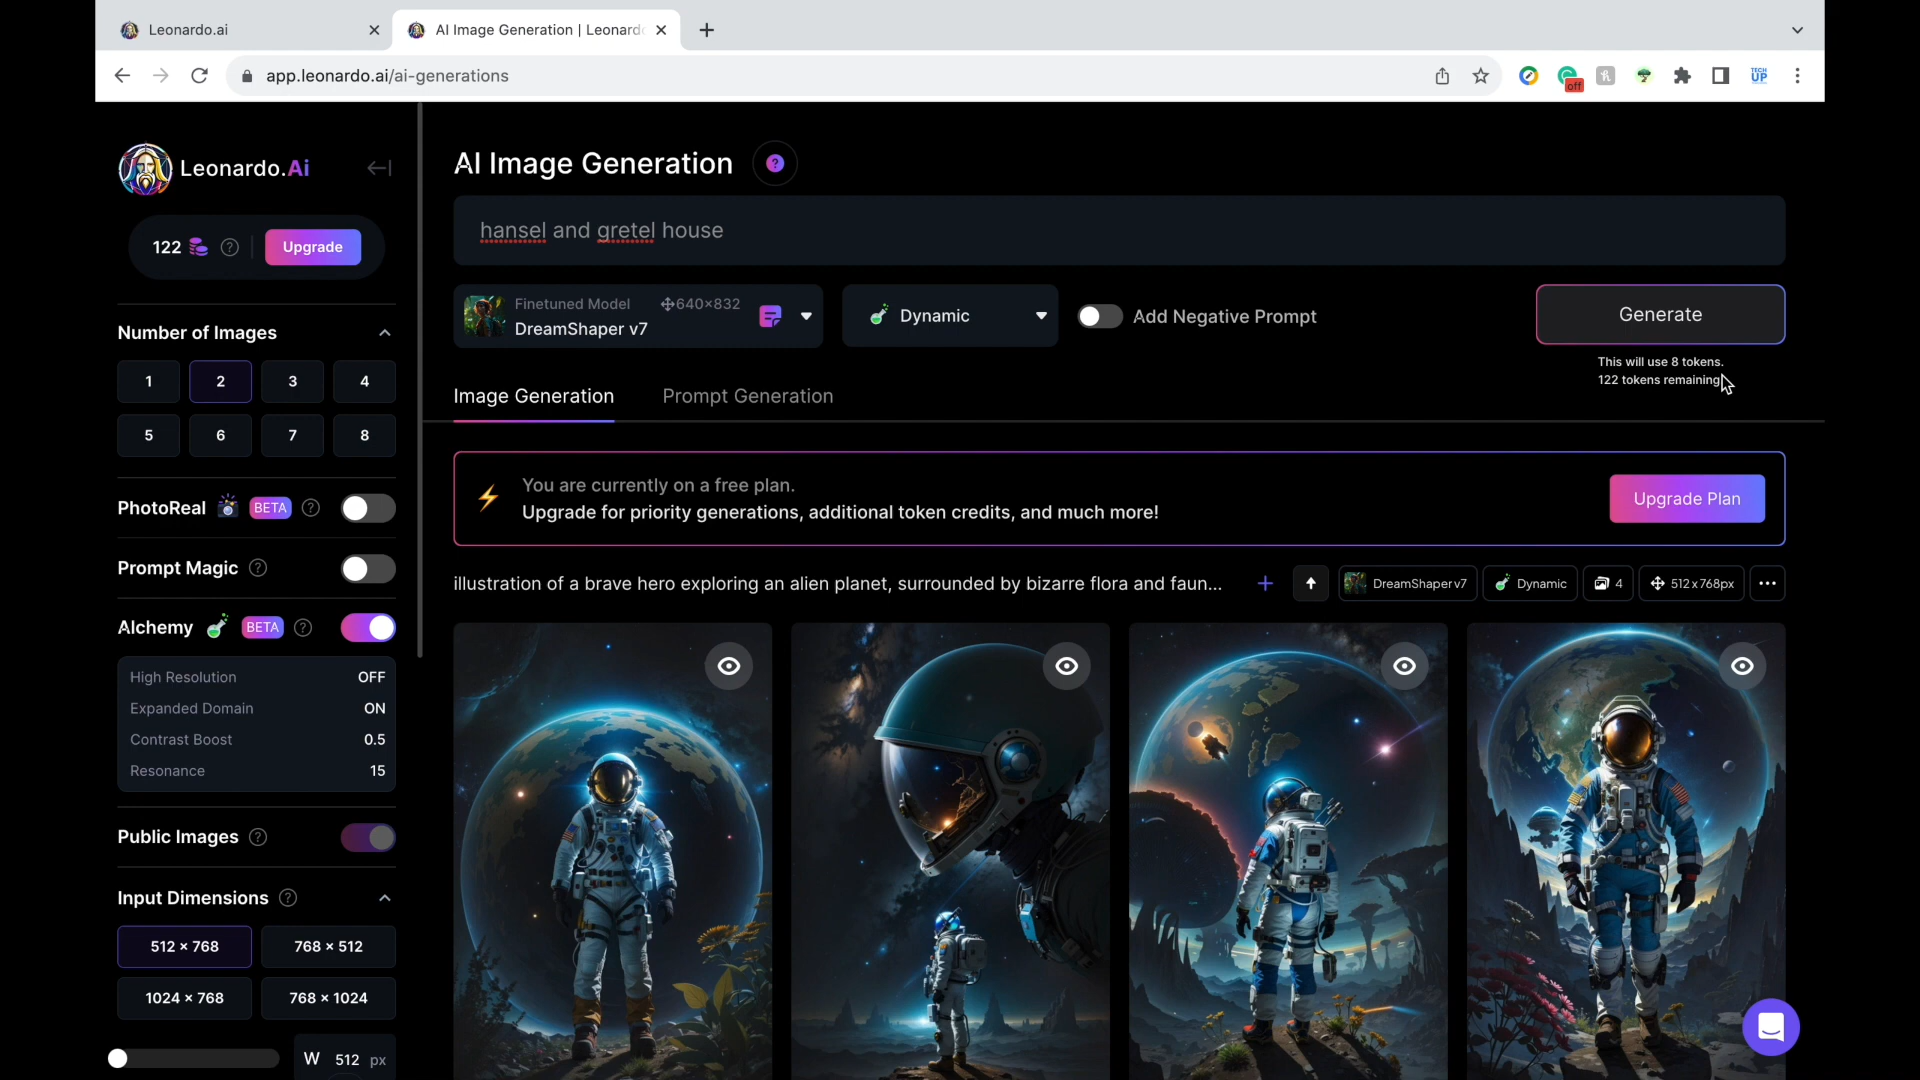 Leonardo.ai
AI Image Generation | Leonard
app.leonardo.ai/ai-generations
off
TECH
UP
Leonardo.Ai
122
Upgrade
Number of Images
1 2 3 4
5 6 7 8
PhotoReal BETA
Prompt Magic
Alchemy BETA
High Resolution OFF
Expanded Domain ON
Contrast Boost 0.5
Resonance 15
Public Images
Input Dimensions
512 × 768 768 × 512
1024 × 768 768 × 1024
W 512 px
AI Image Generation
hansel and gretel house
Finetuned Model 640×832
DreamShaper v7
Dynamic
Add Negative Prompt
Generate
This will use 8 tokens.
122 tokens remaining
Image Generation Prompt Generation
You are currently on a free plan.
Upgrade for priority generations, additional token credits, and much more!
Upgrade Plan
illustration of a brave hero exploring an alien planet, surrounded by bizarre flora and faun...
DreamShaper v7 Dynamic 4 512x768px